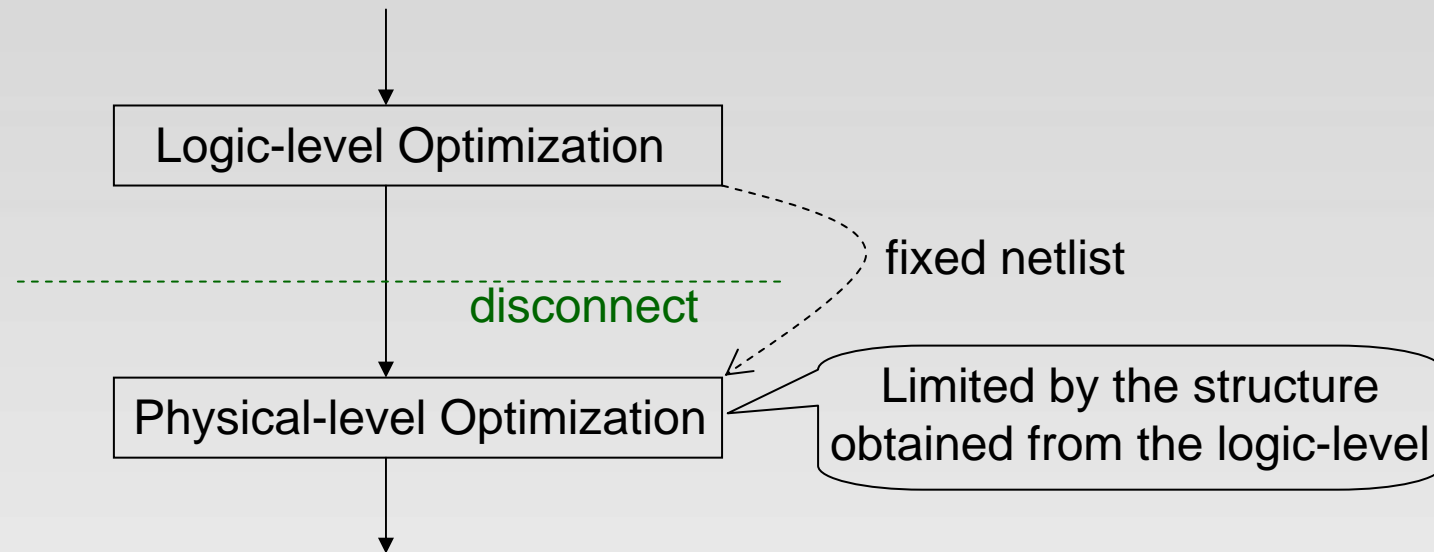 Logic-level Optimization
fixed netlist
disconnect
Limited by the structure
obtained from the logic-level
Physical-level Optimization